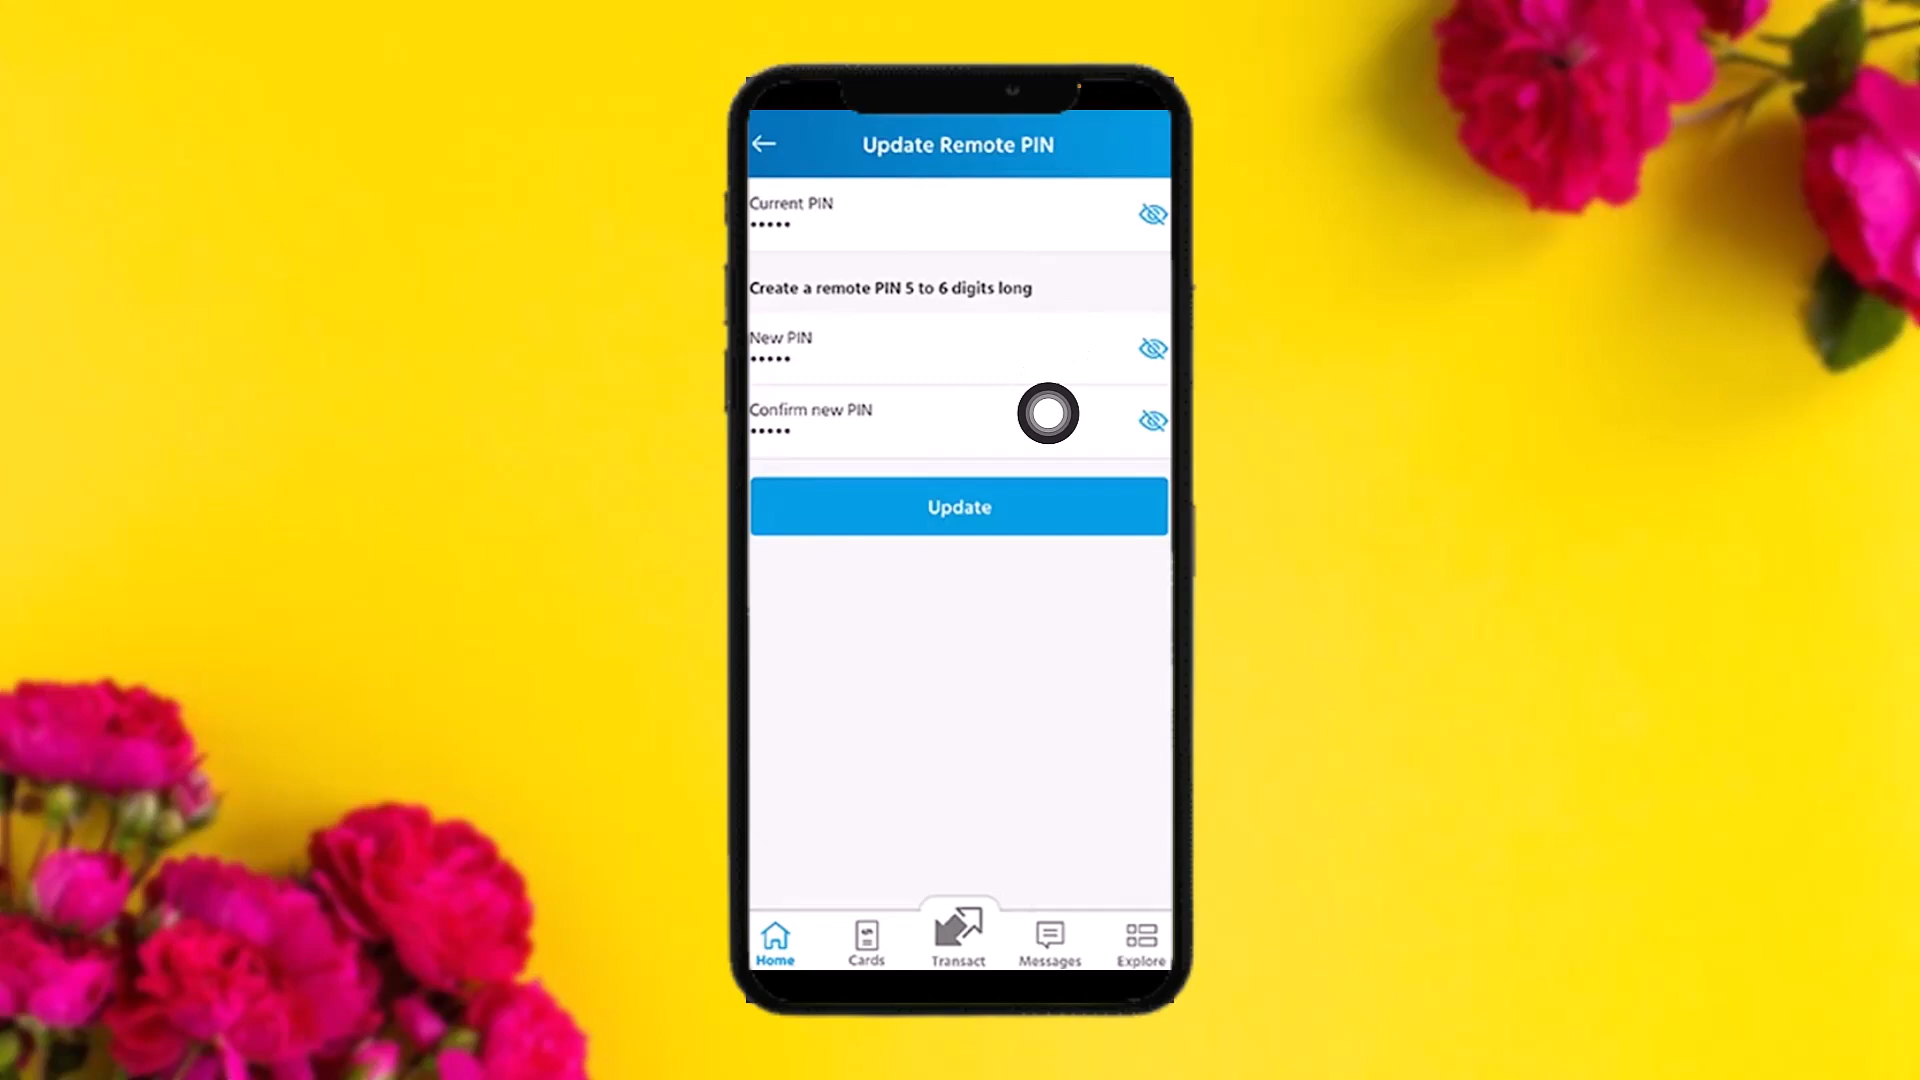 Update Remote PIN
Current PIN
•••••
Create a remote PIN 5 to 6 digits long
New PIN
•••••
Confirm new PIN
•••••
Update
Home
Cards
Transact
Messages
Explore